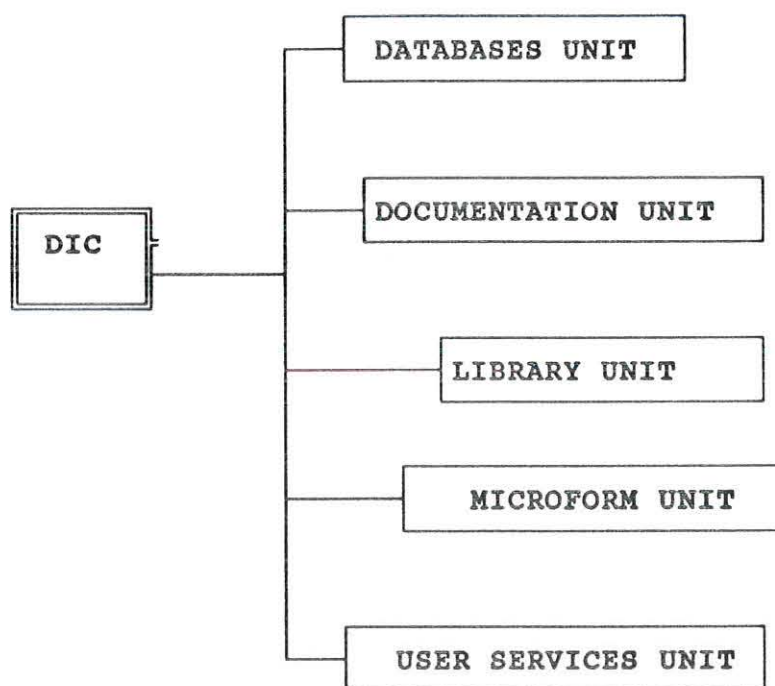 DATABASES UNIT
DOCUMENTATION UNIT
DIC
LIBRARY UNIT
MICROFORM UNIT
USER SERVICES UNIT